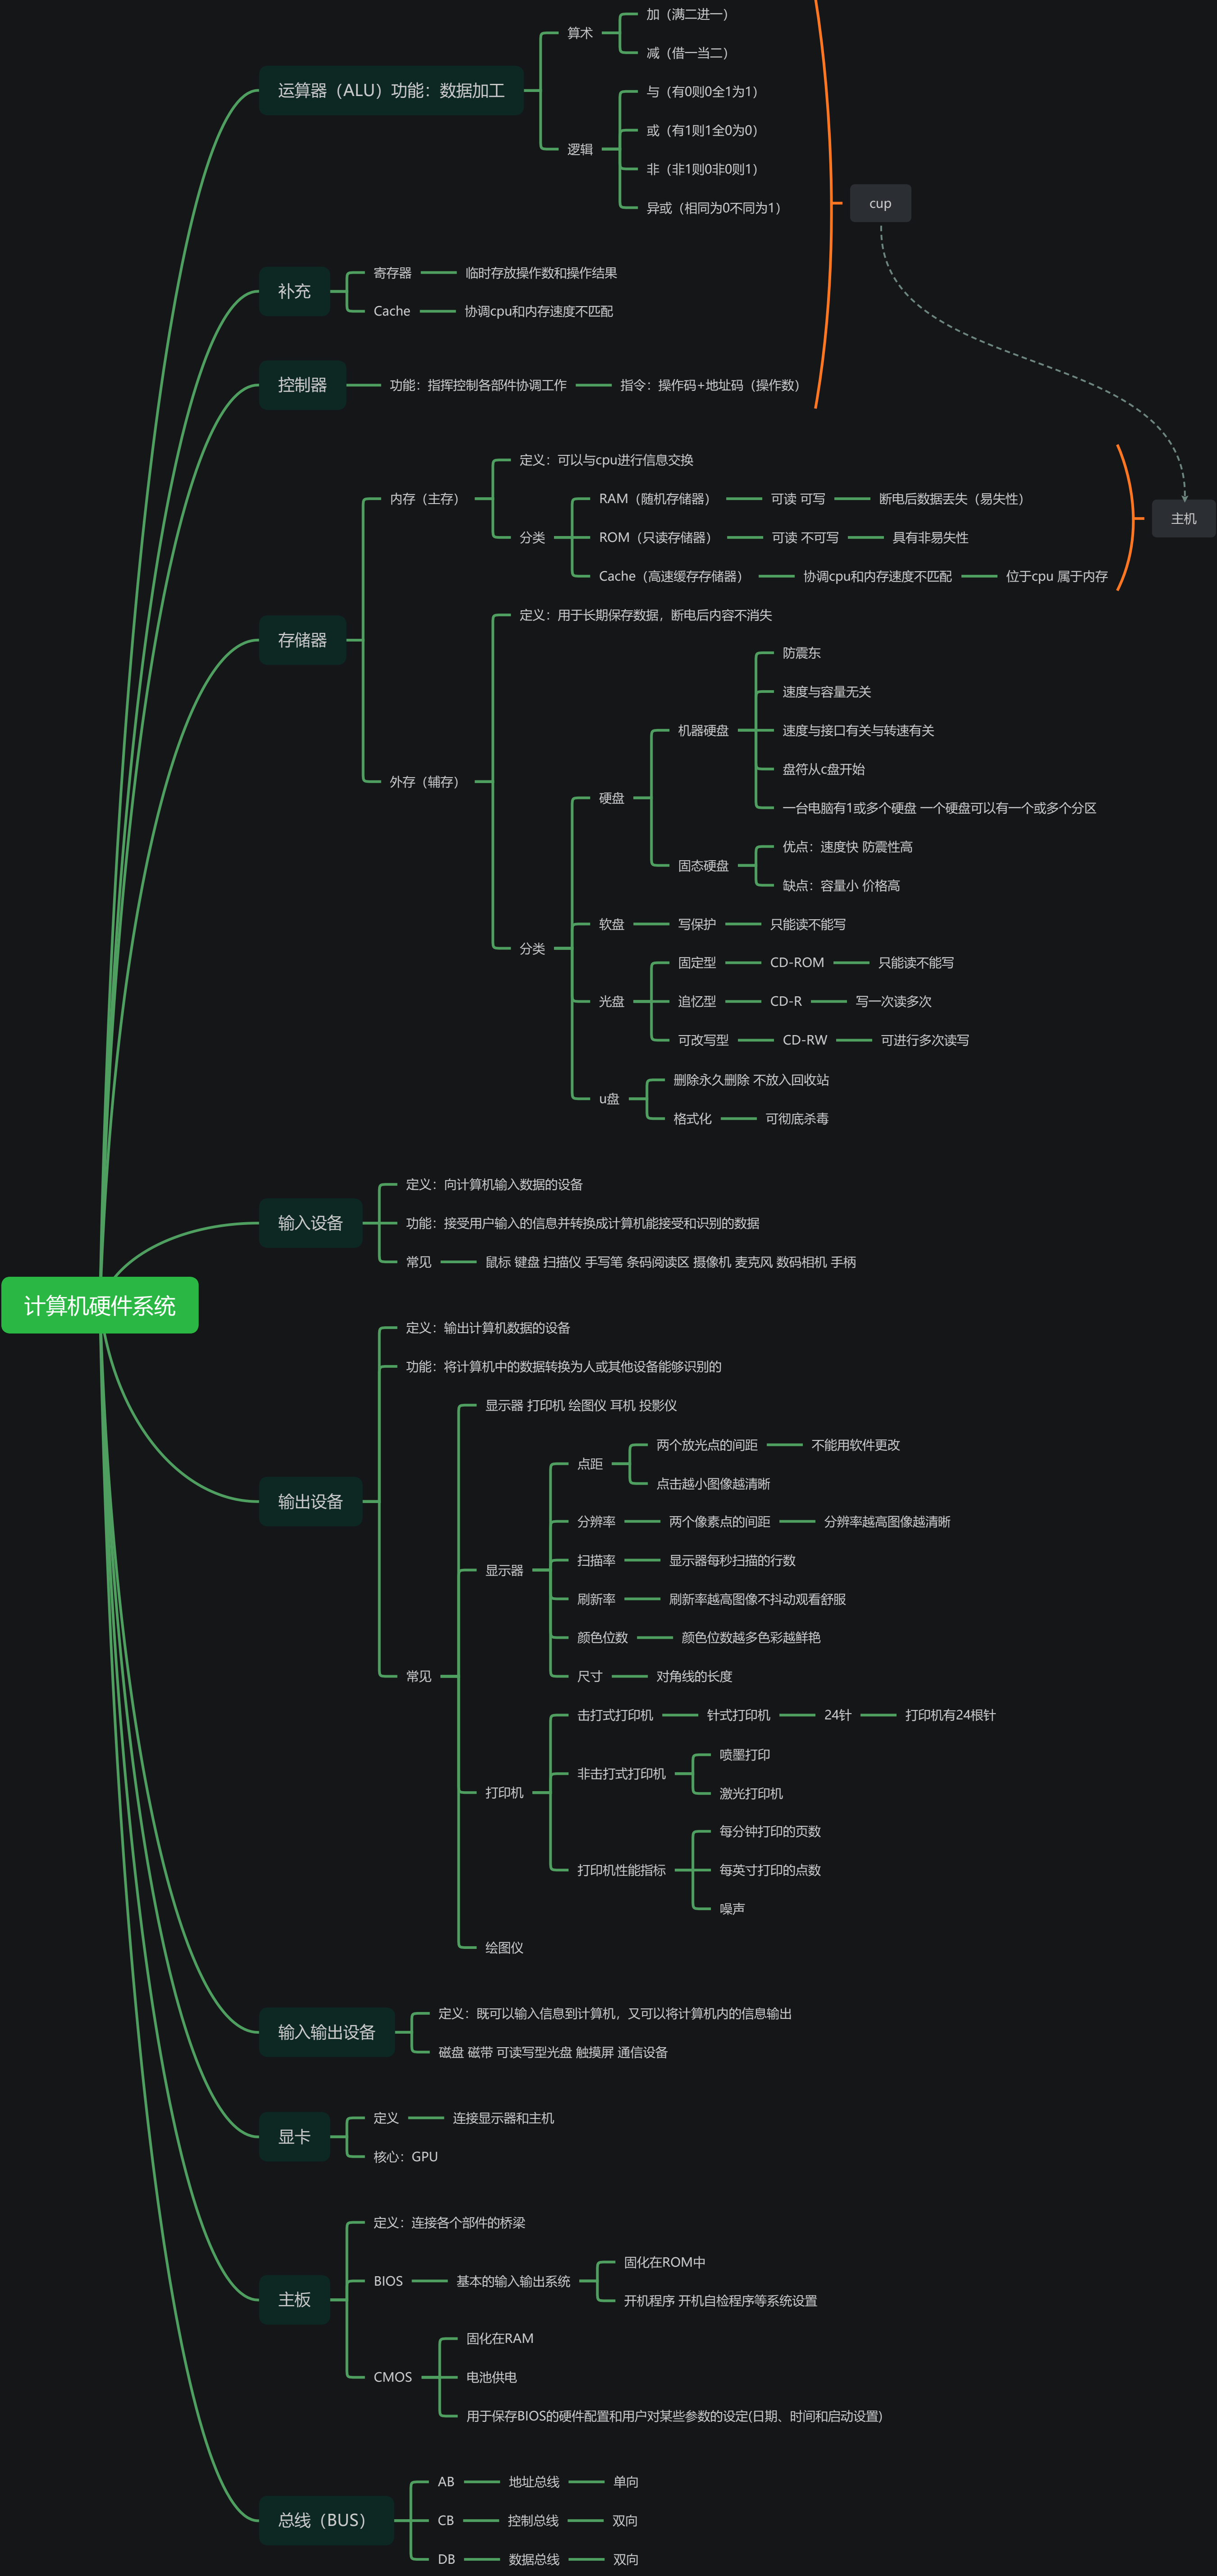 计算机硬件系统
运算器（ALU）功能：数据加工
算术
加（满二进一）
减（借一当二）
逻辑
与（有0则0全1为1）
或（有1则1全0为0）
非（非1则0非0则1）
异或（相同为0不同为1）
补充
寄存器
临时存放操作数和操作结果
Cache
协调cpu和内存速度不匹配
控制器
功能：指挥控制各部件协调工作
指令：操作码+地址码（操作数）
cup
存储器
内存（主存）
定义：可以与cpu进行信息交换
分类
RAM（随机存储器）
可读 可写
断电后数据丢失（易失性）
ROM（只读存储器）
可读 不可写
具有非易失性
Cache（高速缓存存储器）
协调cpu和内存速度不匹配
位于cpu 属于内存
主机
外存（辅存）
定义：用于长期保存数据，断电后内容不消失
分类
硬盘
机器硬盘
防震东
速度与容量无关
速度与接口有关与转速有关
盘符从c盘开始
一台电脑有1或多个硬盘 一个硬盘可以有一个或多个分区
固态硬盘
优点：速度快 防震性高
缺点：容量小 价格高
软盘
写保护
只能读不能写
光盘
固定型
CD-ROM
只能读不能写
追忆型
CD-R
写一次读多次
可改写型
CD-RW
可进行多次读写
u盘
删除永久删除 不放入回收站
格式化
可彻底杀毒
输入设备
定义：向计算机输入数据的设备
功能：接受用户输入的信息并转换成计算机能接受和识别的数据
常见
鼠标 键盘 扫描仪 手写笔 条码阅读区 摄像机 麦克风 数码相机 手柄
输出设备
定义：输出计算机数据的设备
功能：将计算机中的数据转换为人或其他设备能够识别的
常见
显示器 打印机 绘图仪 耳机 投影仪
显示器
点距
两个放光点的间距
不能用软件更改
点击越小图像越清晰
分辨率
两个像素点的间距
分辨率越高图像越清晰
扫描率
显示器每秒扫描的行数
刷新率
刷新率越高图像不抖动观看舒服
颜色位数
颜色位数越多色彩越鲜艳
尺寸
对角线的长度
打印机
击打式打印机
针式打印机
24针
打印机有24根针
非击打式打印机
喷墨打印
激光打印机
打印机性能指标
每分钟打印的页数
每英寸打印的点数
噪声
绘图仪
输入输出设备
定义：既可以输入信息到计算机，又可以将计算机内的信息输出
磁盘 磁带 可读写型光盘 触摸屏 通信设备
显卡
定义
连接显示器和主机
核心：GPU
主板
定义：连接各个部件的桥梁
BIOS
基本的输入输出系统
固化在ROM中
开机程序 开机自检程序等系统设置
CMOS
固化在RAM
电池供电
用于保存BIOS的硬件配置和用户对某些参数的设定(日期、时间和启动设置)
总线（BUS）
AB
地址总线
单向
CB
控制总线
双向
DB
数据总线
双向